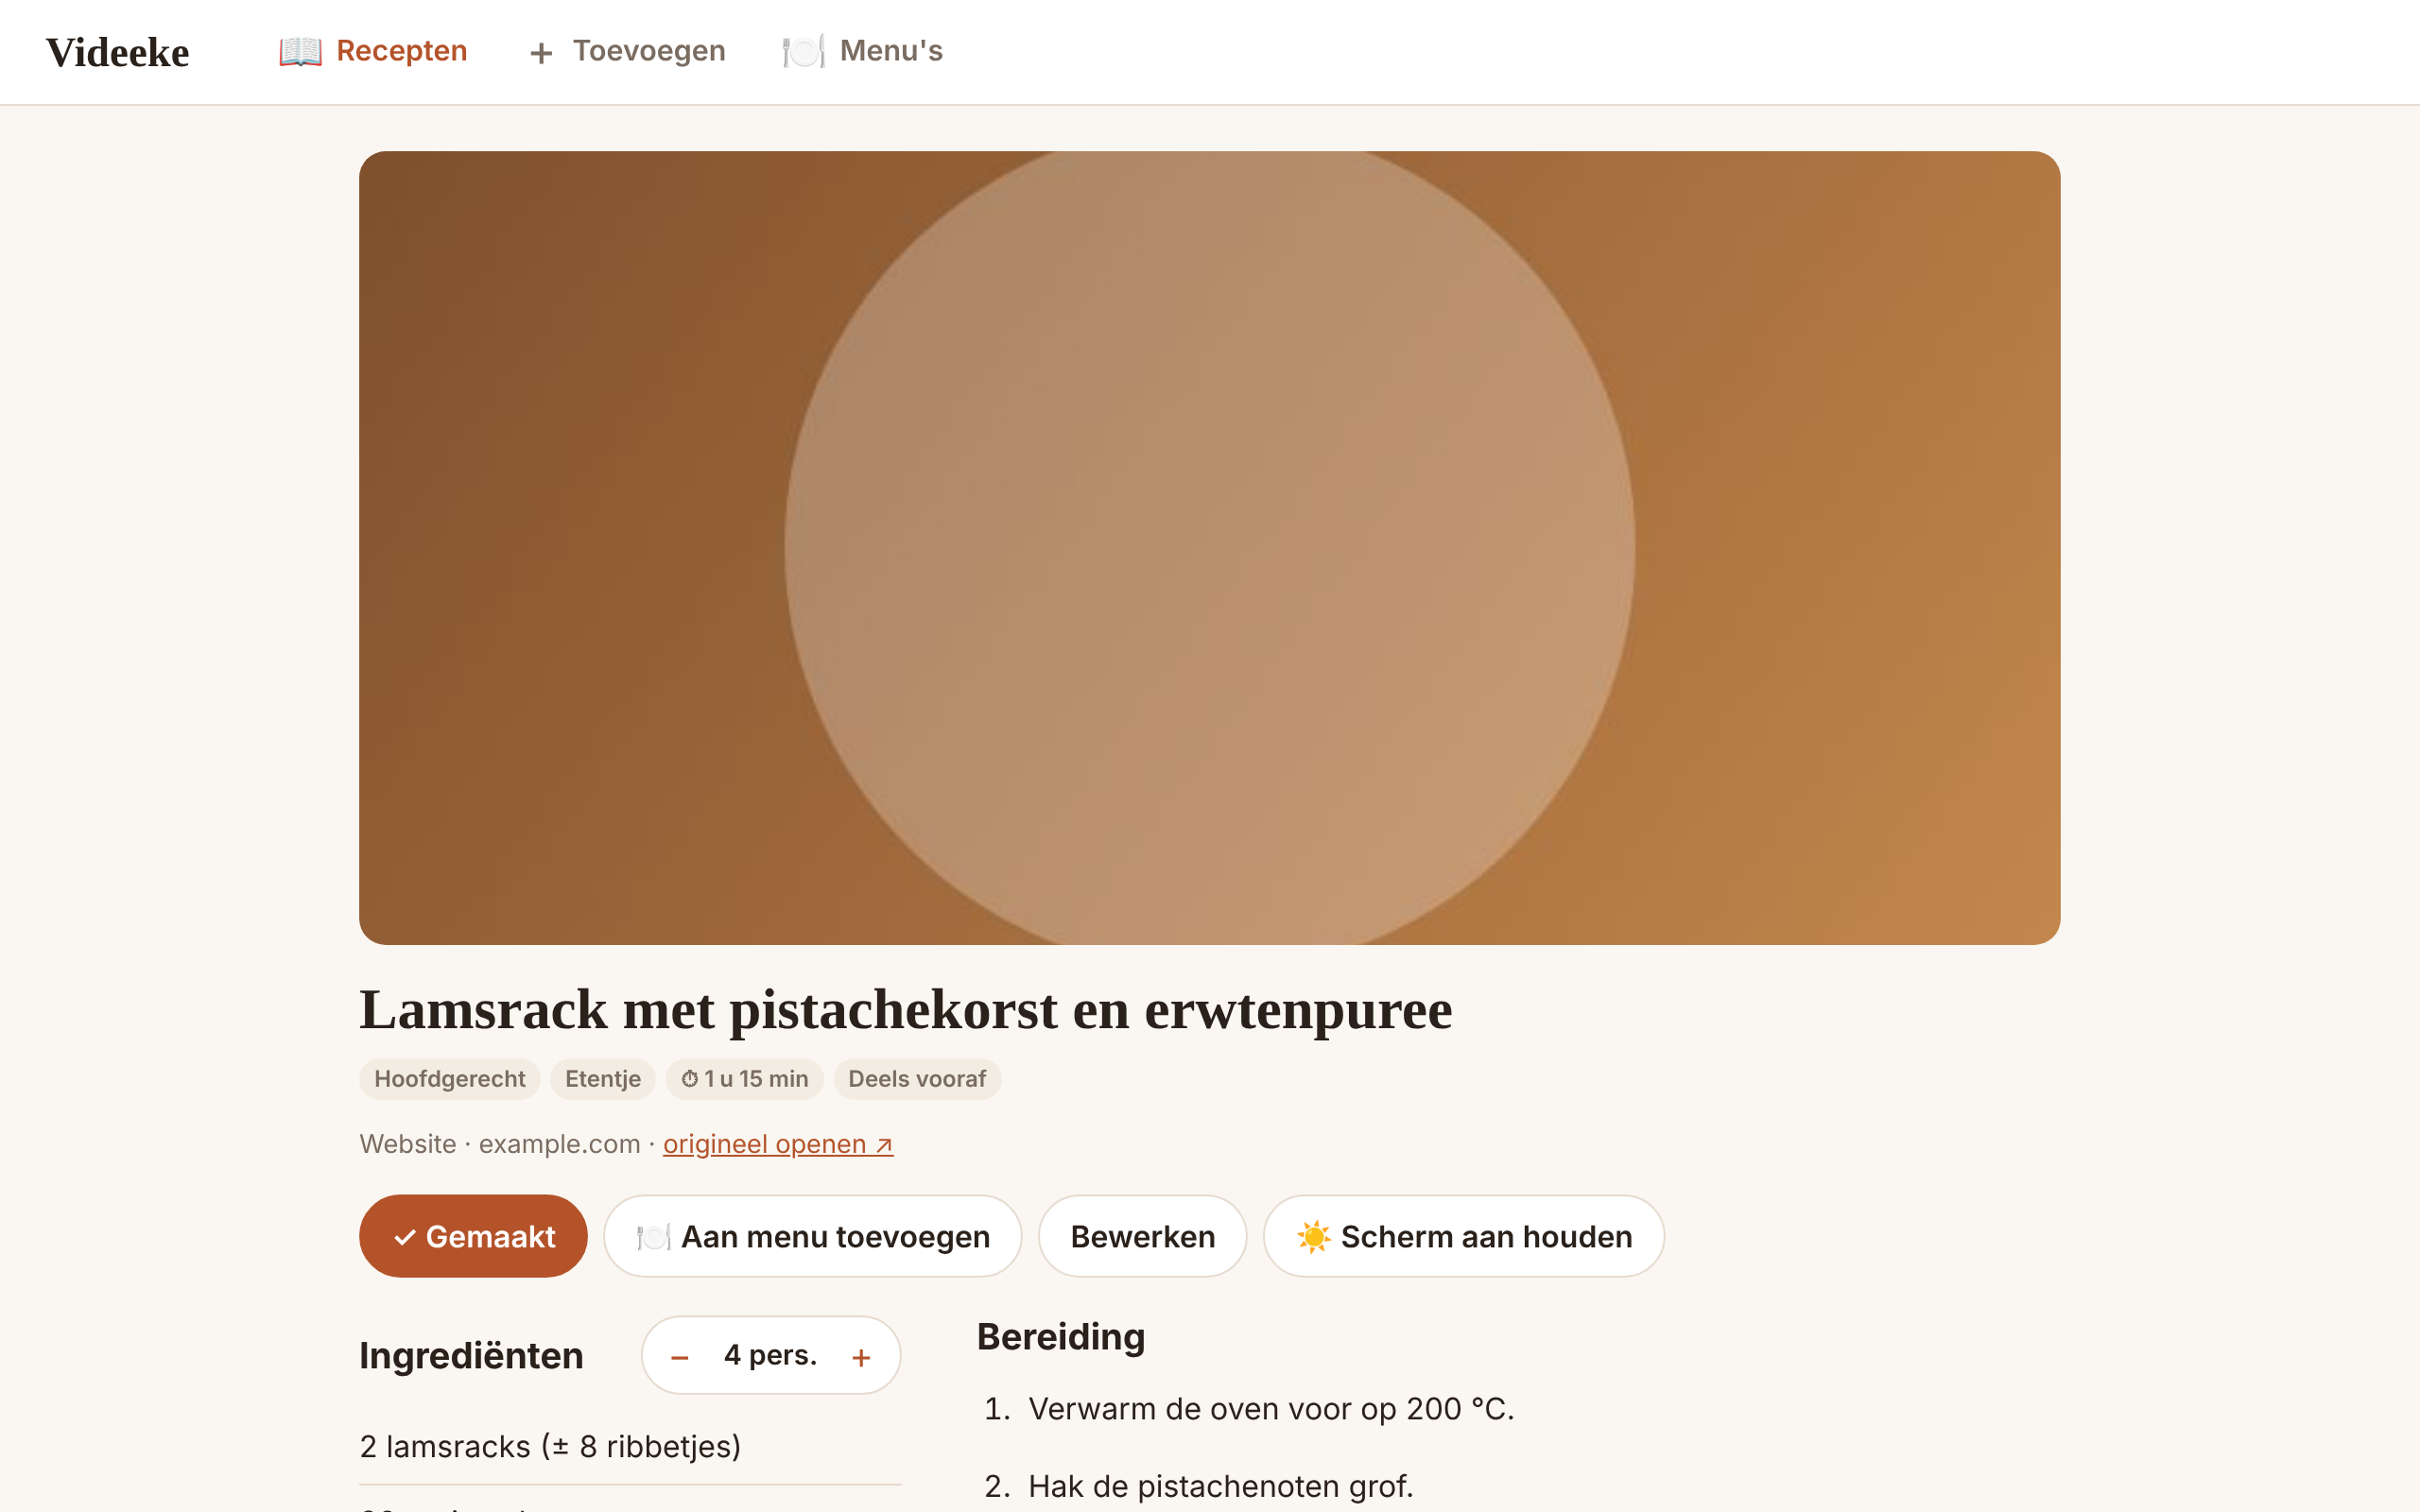 Videeke
📖 Recepten
+ Toevoegen
🍽️ Menu's
Lamsrack met pistachekorst en erwtenpuree
Hoofdgerecht
Etentje
⏱ 1 u 15 min
Deels vooraf
Website · example.com · origineel openen ↗
✓ Gemaakt
🍽️ Aan menu toevoegen
Bewerken
☀️ Scherm aan houden
Ingrediënten
− 4 pers. +
2 lamsracks (± 8 ribbetjes)
Bereiding
1. Verwarm de oven voor op 200 °C.
2. Hak de pistachenoten grof.